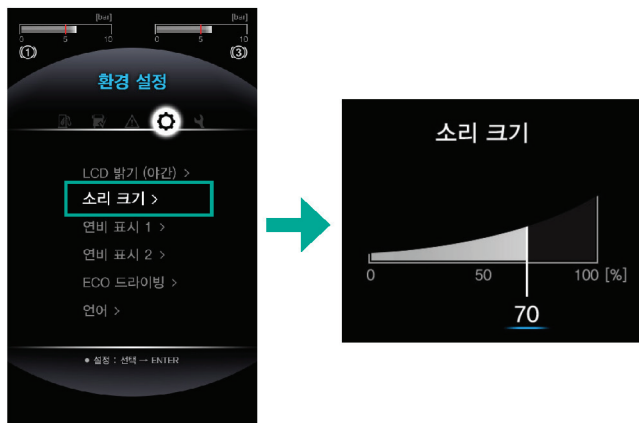 [bar] [bar]
0 5 10 0 5 10
(1) (3)
환경 설정
LCD 밝기 (야간) >
소리 크기 >
연비 표시 1 >
연비 표시 2 >
ECO 드라이빙 >
언어 >
● 설정 : 선택 → ENTER
소리 크기
0 50 100 [%]
70